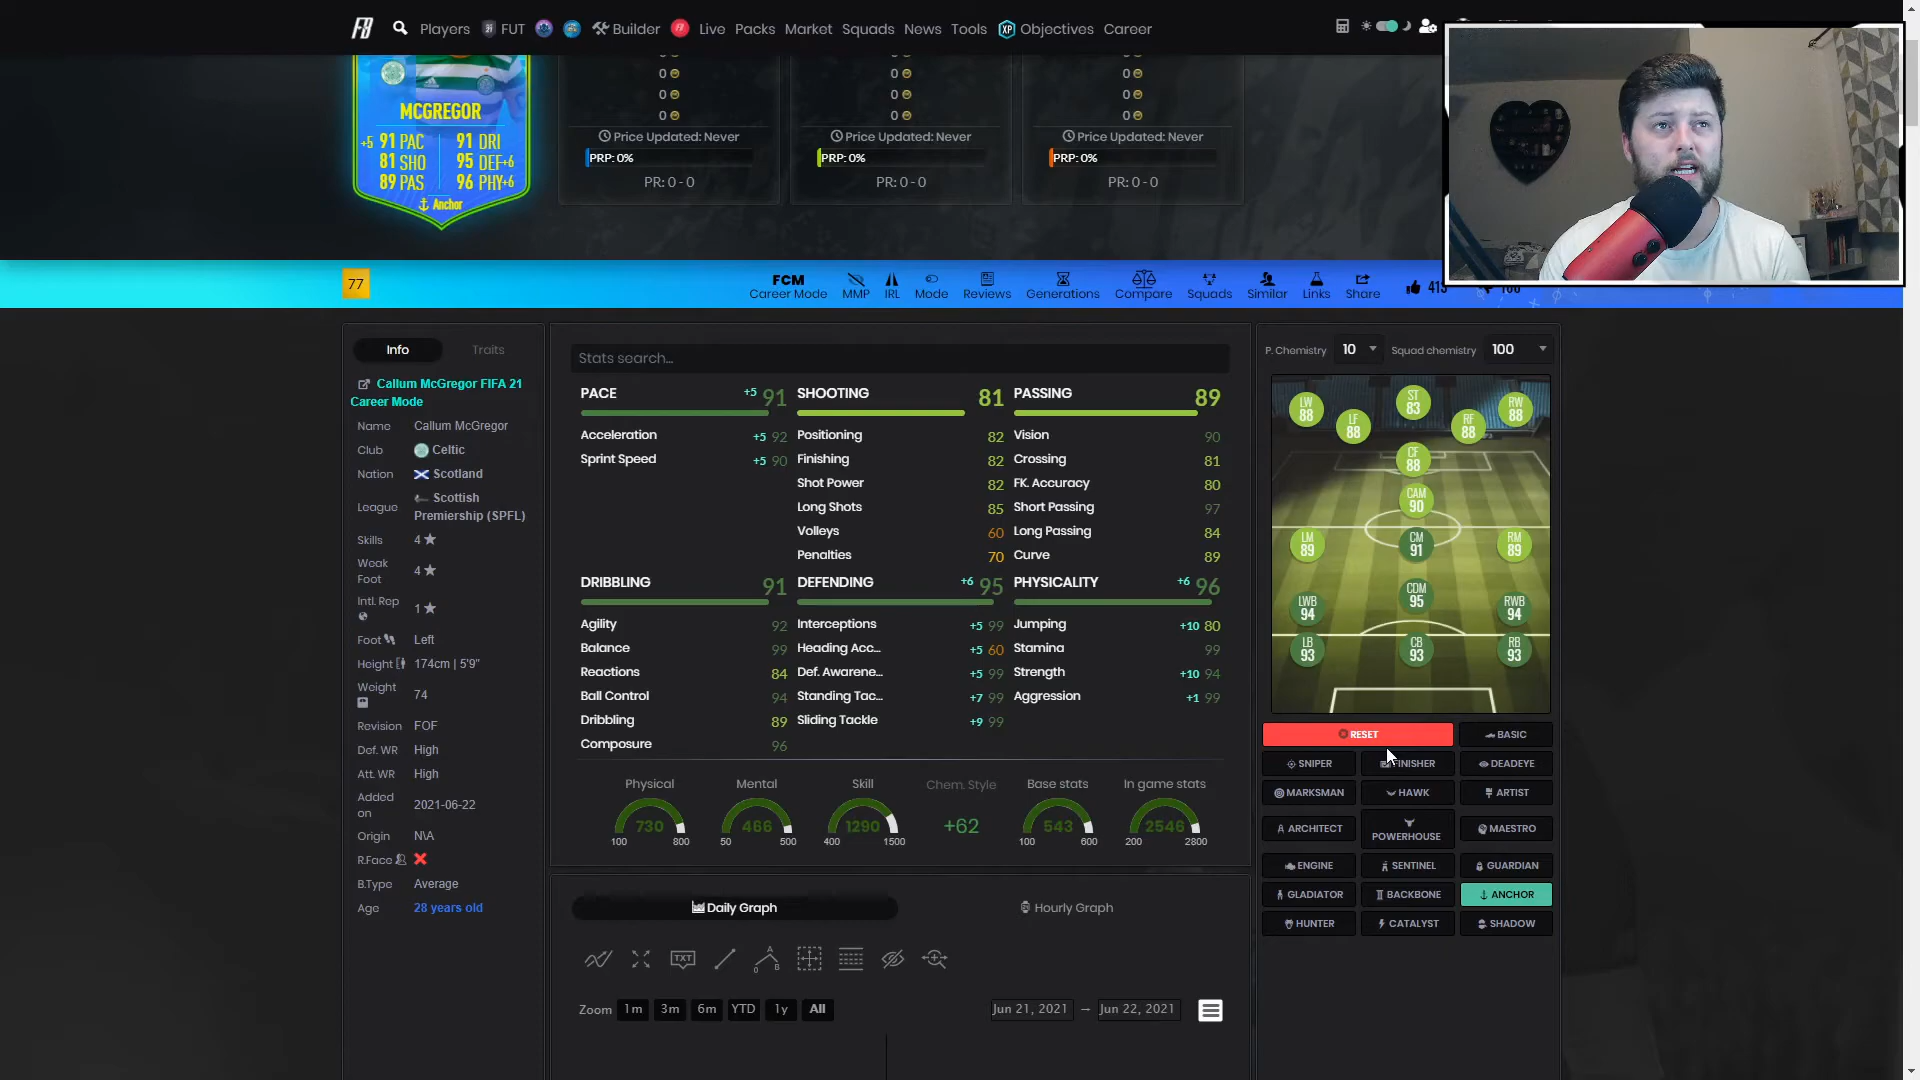 Players FUT Builder Live Packs Market Squads News Tools XP Objectives Career
MCGREGOR
+5 91 PAC 91 DRI
81 SHO 95 DEF+6
89 PAS 96 PHY+6
Anchor
0 0 0
0 0 0
0 0 0
Price Updated: Never Price Updated: Never Price Updated: Never
PRP: 0% PRP: 0% PRP: 0%
PR: 0 - 0 PR: 0 - 0 PR: 0 - 0
77
FCM
Career Mode MMP IRL Mode Reviews Generations Compare Squads Similar Links Share
Info Traits
Callum McGregor FIFA 21
Career Mode
Name Callum McGregor
Club Celtic
Nation Scotland
League Scottish
Premiership (SPFL)
Skills 4
Weak
Foot 4
Intl. Rep 1
Foot Left
Height 174cm | 5'9"
Weight 74
Revision FOF
Def. WR High
Att. WR High
Added
on 2021-06-22
Origin N\A
R.Face
B.Type Average
Age 28 years old
Stats search...
PACE +5 91
Acceleration +5 92
Sprint Speed +5 90
SHOOTING 81
Positioning 82
Finishing 82
Shot Power 82
Long Shots 85
Volleys 60
Penalties 70
PASSING 89
Vision 90
Crossing 81
FK. Accuracy 80
Short Passing 97
Long Passing 84
Curve 89
DRIBBLING 91
Agility 92
Balance 99
Reactions 84
Ball Control 94
Dribbling 89
Composure 96
DEFENDING +6 95
Interceptions +5 99
Heading Acc... +5 60
Def. Awarene... +5 99
Standing Tac... +7 99
Sliding Tackle +9 99
PHYSICALITY +6 96
Jumping +10 80
Stamina 99
Strength +10 94
Aggression +1 99
Physical Mental Skill Chem. Style Base stats In game stats
730 466 1290 +62 543 2546
100 800 50 500 400 1500 100 600 200 2800
Daily Graph Hourly Graph
TXT
A
0 B
Zoom 1m 3m 6m YTD 1y All Jun 21, 2021 → Jun 22, 2021
P. Chemistry 10 Squad chemistry 100
LW 88
ST 83
RW 88
LF 88
RF 88
CF 88
CAM 90
LM 89
CM 91
RM 89
LWB 94
CDM 95
RWB 94
LB 93
CB 93
RB 93
RESET BASIC
SNIPER FINISHER DEADEYE
MARKSMAN HAWK ARTIST
ARCHITECT POWERHOUSE MAESTRO
ENGINE SENTINEL GUARDIAN
GLADIATOR BACKBONE ANCHOR
HUNTER CATALYST SHADOW